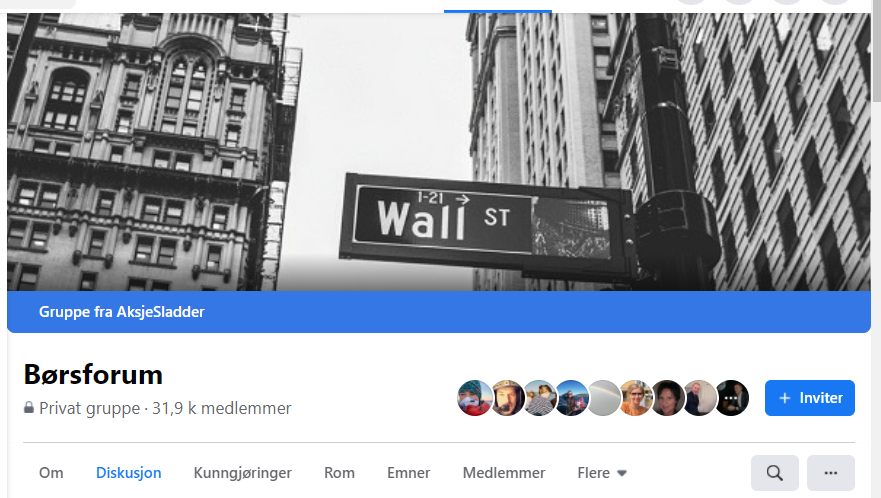 1-21 →
Wall ST
Gruppe fra AksjeSladder
Børsforum
Privat gruppe · 31,9 k medlemmer
+ Inviter
Om Diskusjon Kunngjøringer Rom Emner Medlemmer Flere